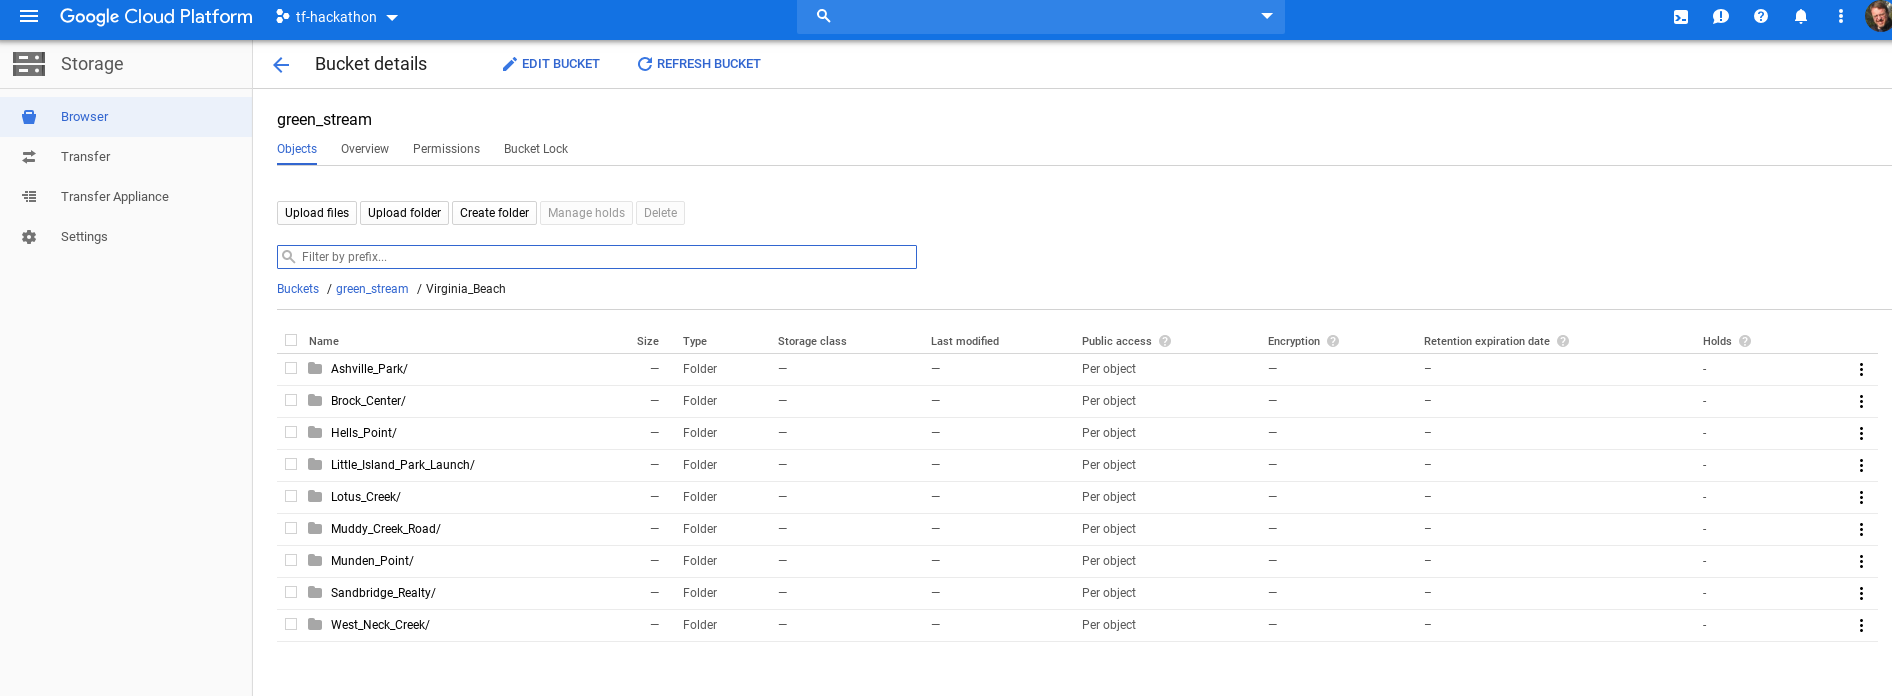 Google Cloud Platform tf-hackathon
Storage
Bucket details EDIT BUCKET REFRESH BUCKET
Browser
Transfer
Transfer Appliance
Settings
green_stream
Objects Overview Permissions Bucket Lock
Upload files Upload folder Create folder Manage holds Delete
Filter by prefix...
Buckets / green_stream / Virginia_Beach
Name Size Type Storage class Last modified Public access ? Encryption ? Retention expiration date ? Holds ?
Ashville_Park/ — Folder — — Per object — – -
Brock_Center/ — Folder — — Per object — – -
Hells_Point/ — Folder — — Per object — – -
Little_Island_Park_Launch/ — Folder — — Per object — – -
Lotus_Creek/ — Folder — — Per object — – -
Muddy_Creek_Road/ — Folder — — Per object — – -
Munden_Point/ — Folder — — Per object — – -
Sandbridge_Realty/ — Folder — — Per object — – -
West_Neck_Creek/ — Folder — — Per object — – -